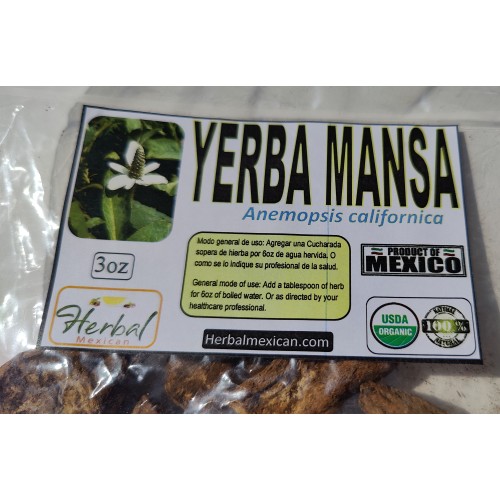 YERBA MANSA
Anemopsis californica
3oz
Modo general de uso: Agregar una Cucharada
sopera de hierba por 6oz de agua hervida. O
como se lo indique su profesional de la salud.
General mode of use: Add a tablespoon of herb
for 6oz of boiled water. Or as directed by your
healthcare professional.
PRODUCT OF
MEXICO
Herbal
Mexican
Herbalmexican.com
USDA
ORGANIC
NATURAL
100%
NATURAL